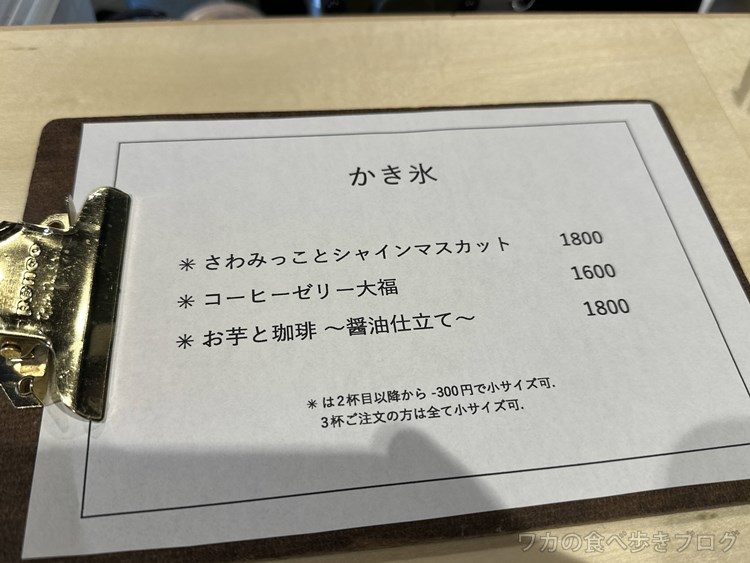 かき氷
✳ さわみっことシャインマスカット 1800
✳ コーヒーゼリー大福 1600
✳ お芋と珈琲 〜醤油仕立て〜 1800
✳ は2杯目以降から -300円で小サイズ可.
3杯ご注文の方は全て小サイズ可.
ワカの食べ歩きブログ